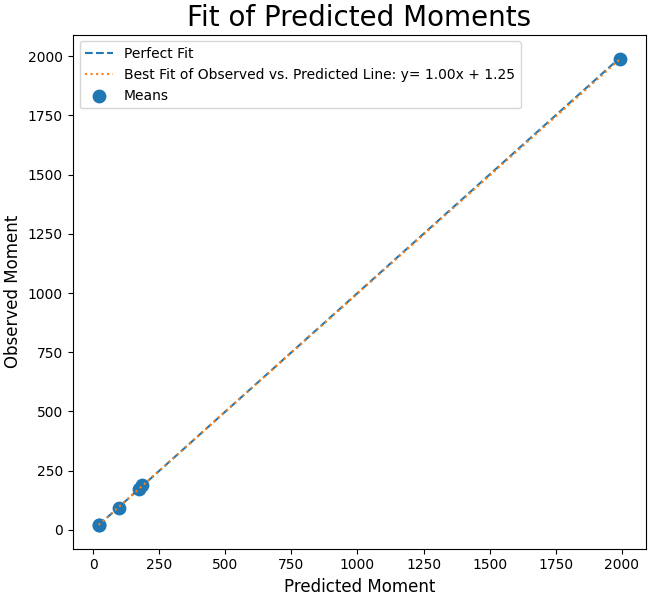 Fit of Predicted Moments
Perfect Fit
Best Fit of Observed vs. Predicted Line: y= 1.00x + 1.25
Means
2000
1750
1500
1250
1000
750
500
250
0
Observed Moment
0 250 500 750 1000 1250 1500 1750 2000
Predicted Moment